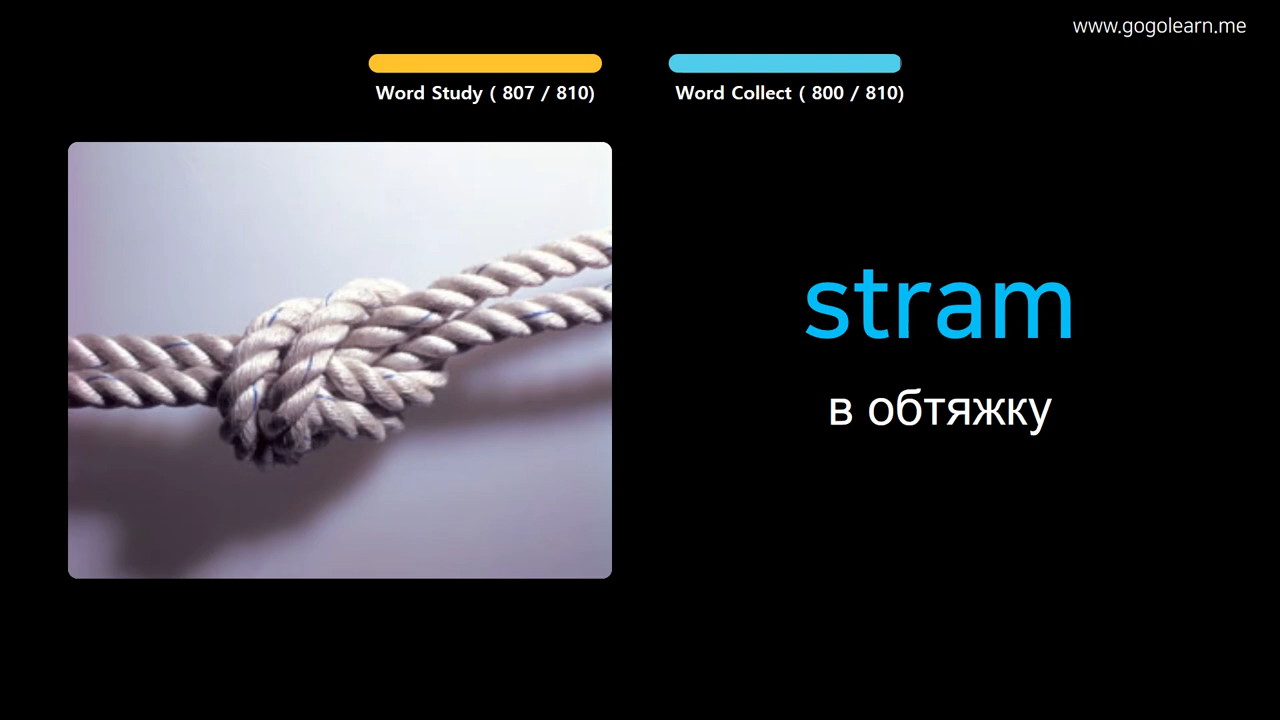 www.gogolearn.me
Word Study ( 807 / 810)
Word Collect ( 800 / 810)
stram
в обтяжку